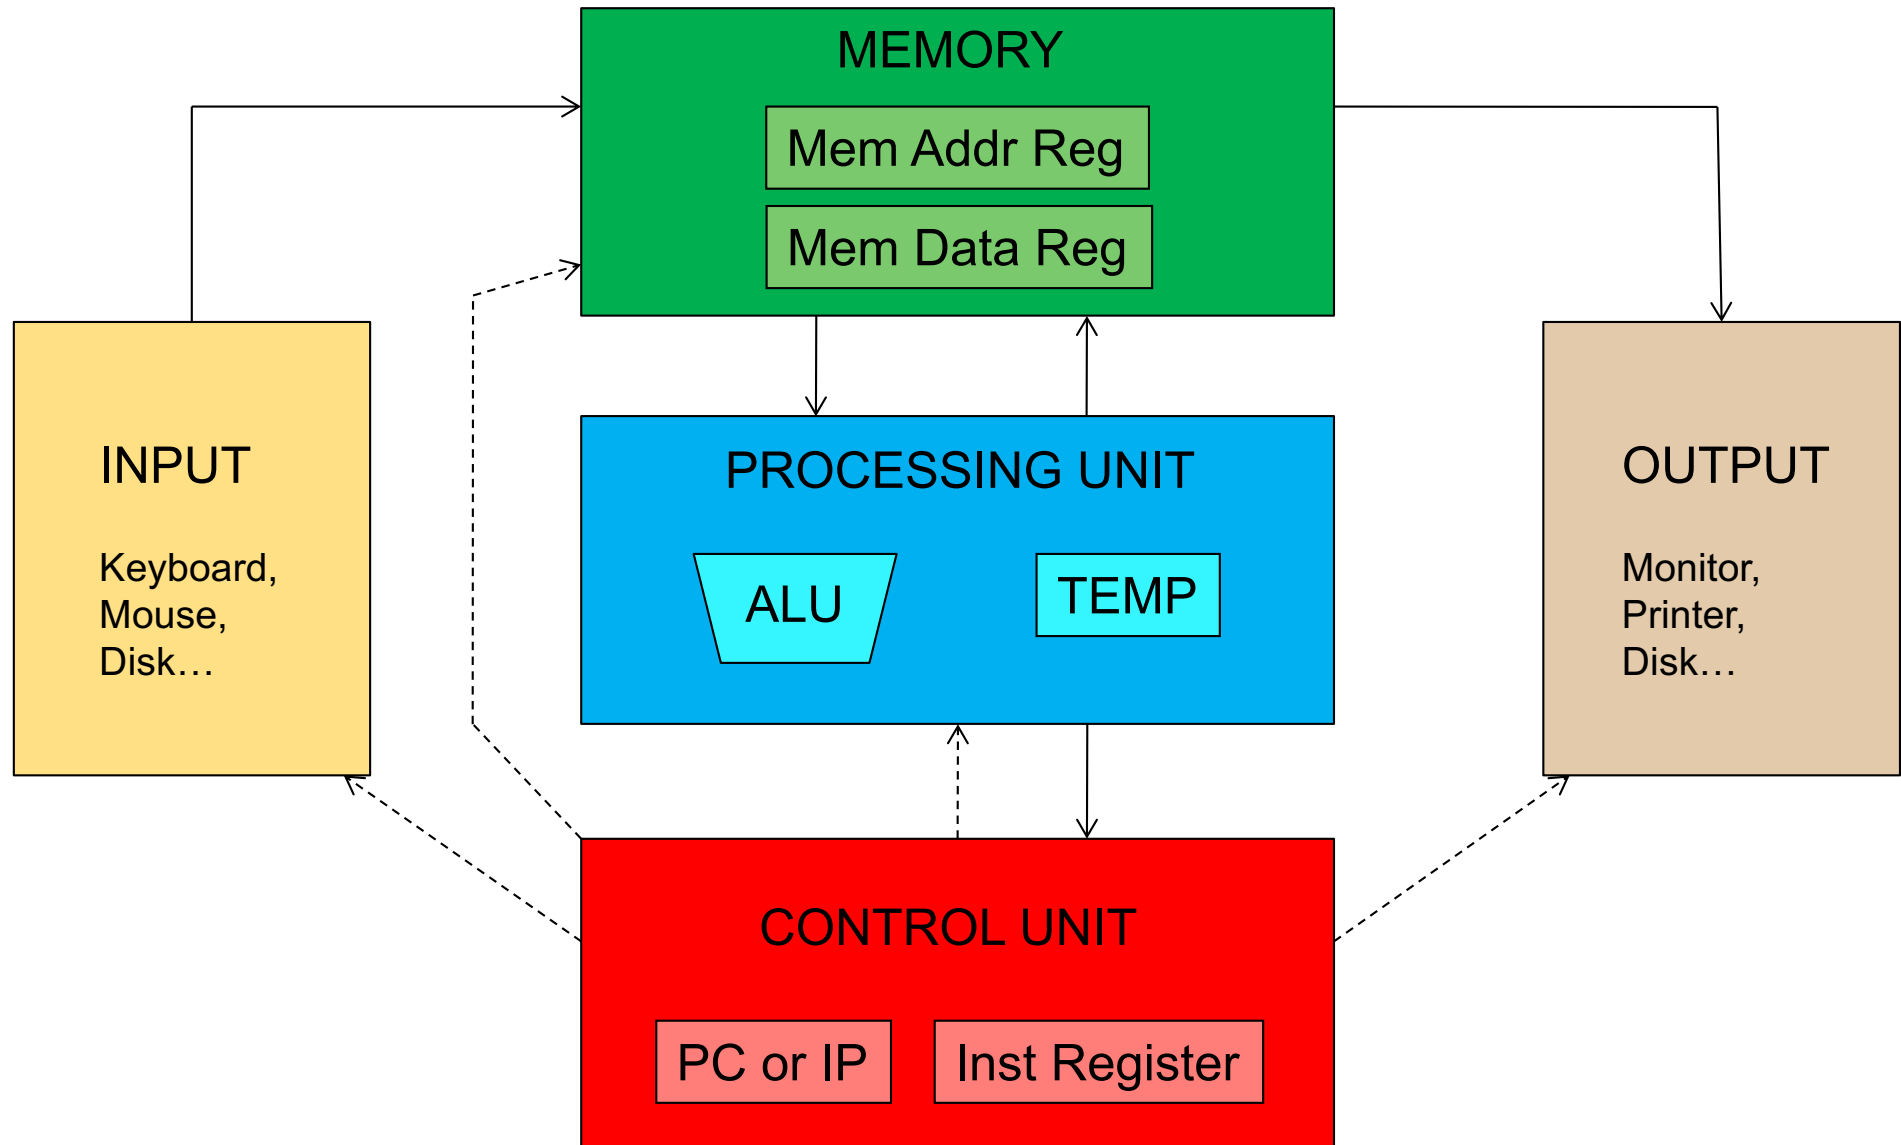 MEMORY
Mem Addr Reg
Mem Data Reg
INPUT
Keyboard,
Mouse,
Disk…
PROCESSING UNIT
ALU
TEMP
OUTPUT
Monitor,
Printer,
Disk…
CONTROL UNIT
PC or IP
Inst Register